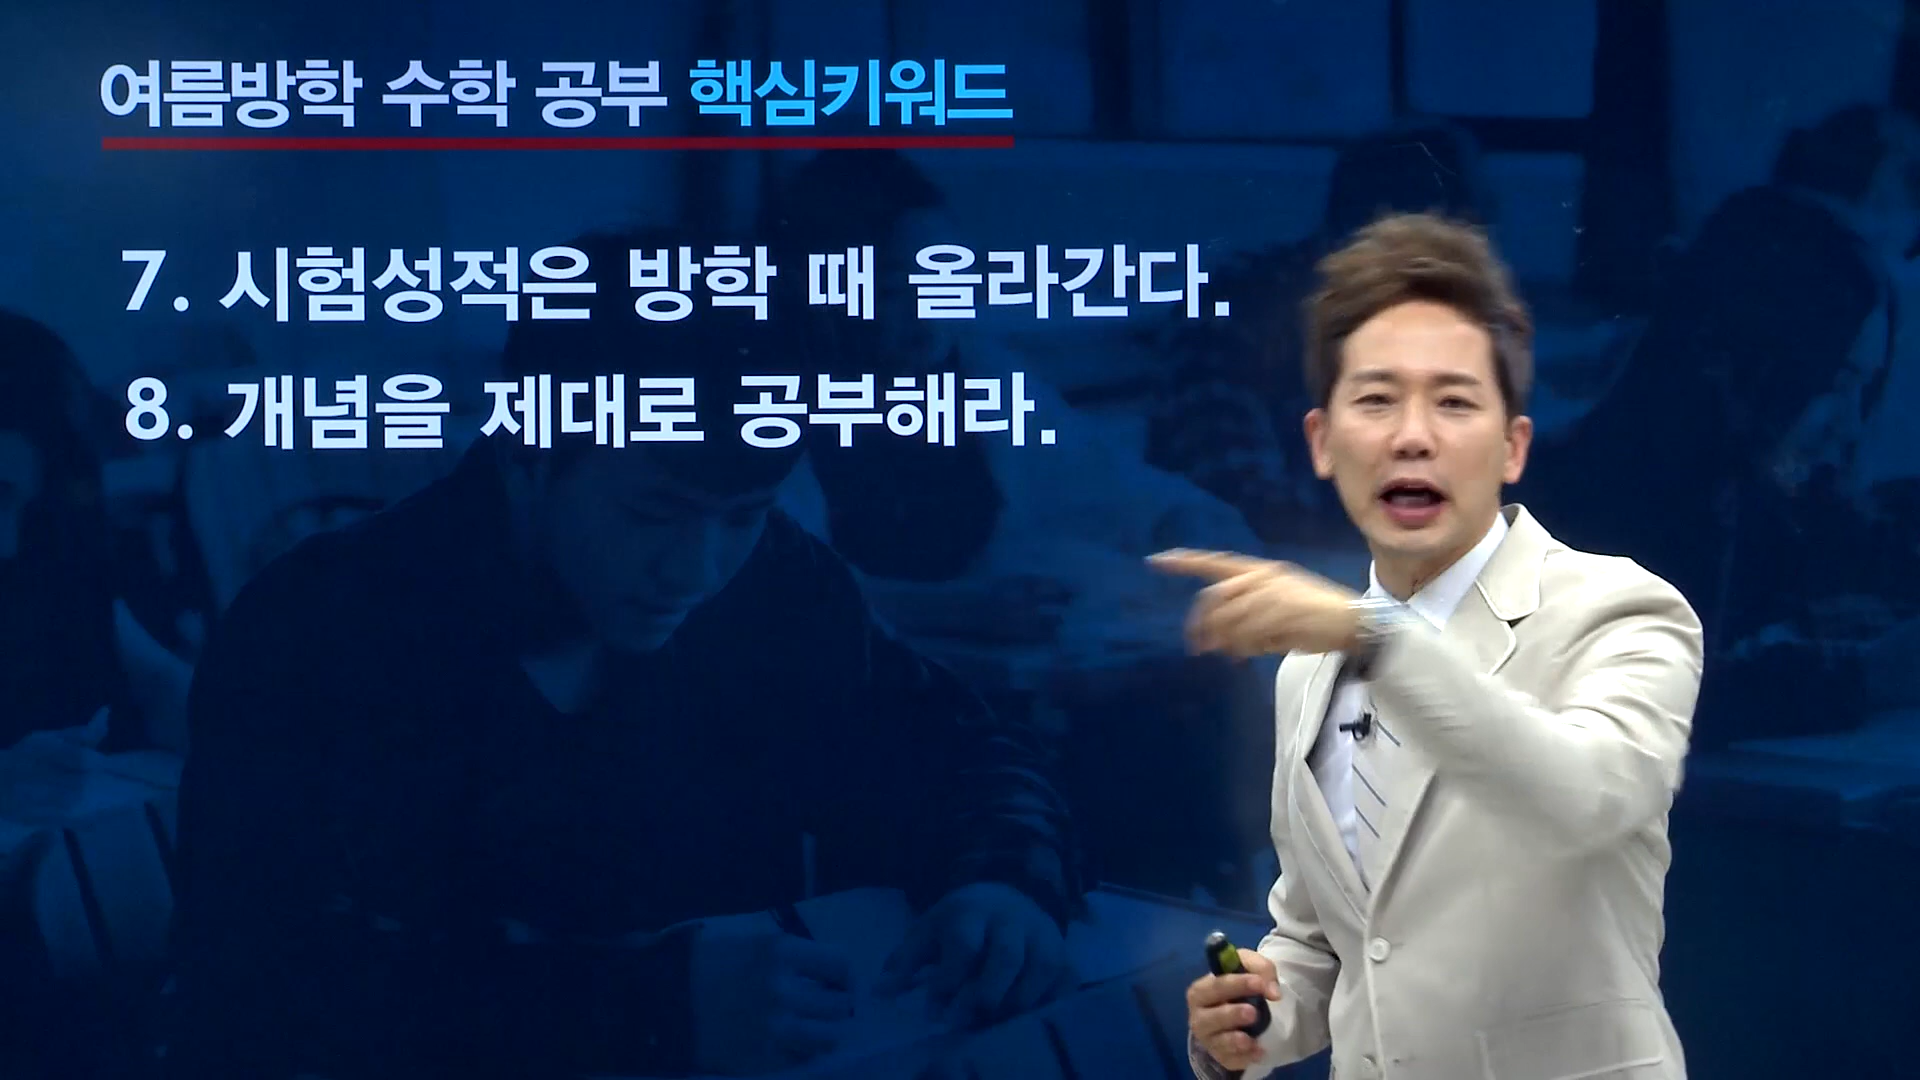 여름방학 수학 공부 핵심키워드
7. 시험성적은 방학 때 올라간다.
8. 개념을 제대로 공부해라.